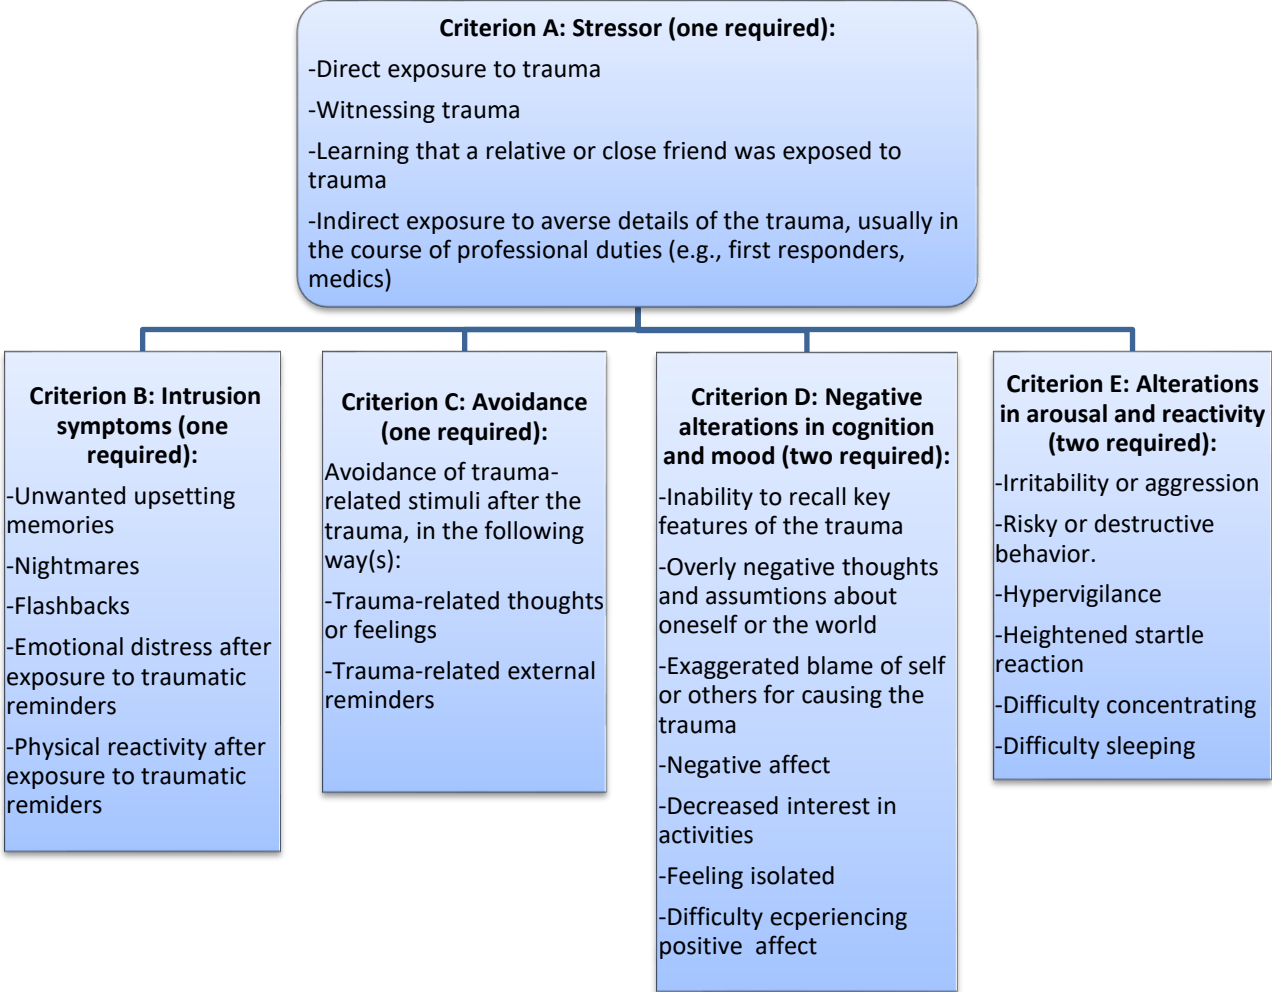 Criterion A: Stressor (one required):
-Direct exposure to trauma
-Witnessing trauma
-Learning that a relative or close friend was exposed to
trauma
-Indirect exposure to averse details of the trauma, usually in
the course of professional duties (e.g., first responders,
medics)
Criterion B: Intrusion
symptoms (one
required):
-Unwanted upsetting
memories
-Nightmares
-Flashbacks
-Emotional distress after
exposure to traumatic
reminders
-Physical reactivity after
exposure to traumatic
remiders
Criterion C: Avoidance
(one required):
Avoidance of trauma-
related stimuli after the
trauma, in the following
way(s):
-Trauma-related thoughts
or feelings
-Trauma-related external
reminders
Criterion D: Negative
alterations in cognition
and mood (two required):
-Inability to recall key
features of the trauma
-Overly negative thoughts
and assumtions about
oneself or the world
-Exaggerated blame of self
or others for causing the
trauma
-Negative affect
-Decreased interest in
activities
-Feeling isolated
-Difficulty ecperiencing
positive affect
Criterion E: Alterations
in arousal and reactivity
(two required):
-Irritability or aggression
-Risky or destructive
behavior.
-Hypervigilance
-Heightened startle
reaction
-Difficulty concentrating
-Difficulty sleeping